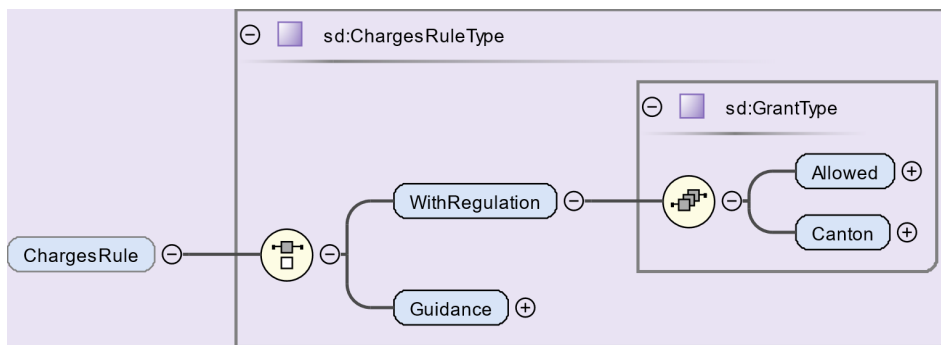 sd:ChargesRuleType
sd:GrantType
Allowed
WithRegulation
Canton
ChargesRule
Guidance